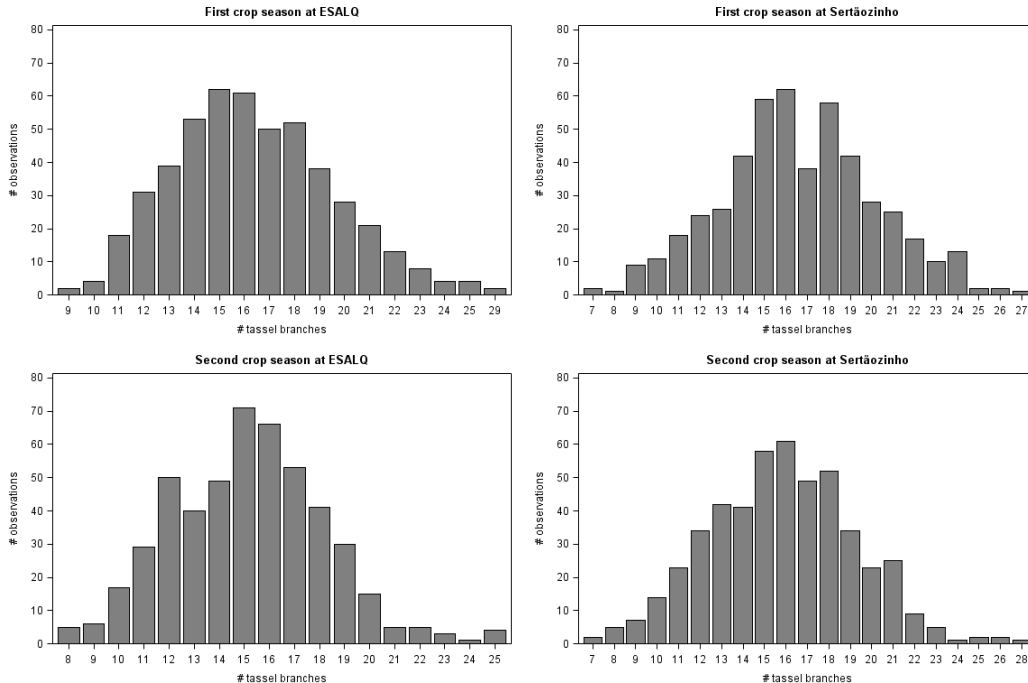 First crop season at ESALQ
# observations
80
70
60
50
40
30
20
10
0
9 10 11 12 13 14 15 16 17 18 19 20 21 22 23 24 25 29
# tassel branches
First crop season at Sertãozinho
# observations
80
70
60
50
40
30
20
10
0
7 8 9 10 11 12 13 14 15 16 17 18 19 20 21 22 23 24 25 26 27
# tassel branches
Second crop season at ESALQ
# observations
80
70
60
50
40
30
20
10
0
8 9 10 11 12 13 14 15 16 17 18 19 20 21 22 23 24 25
# tassel branches
Second crop season at Sertãozinho
# observations
80
70
60
50
40
30
20
10
0
7 8 9 10 11 12 13 14 15 16 17 18 19 20 21 22 23 24 25 26 28
# tassel branches